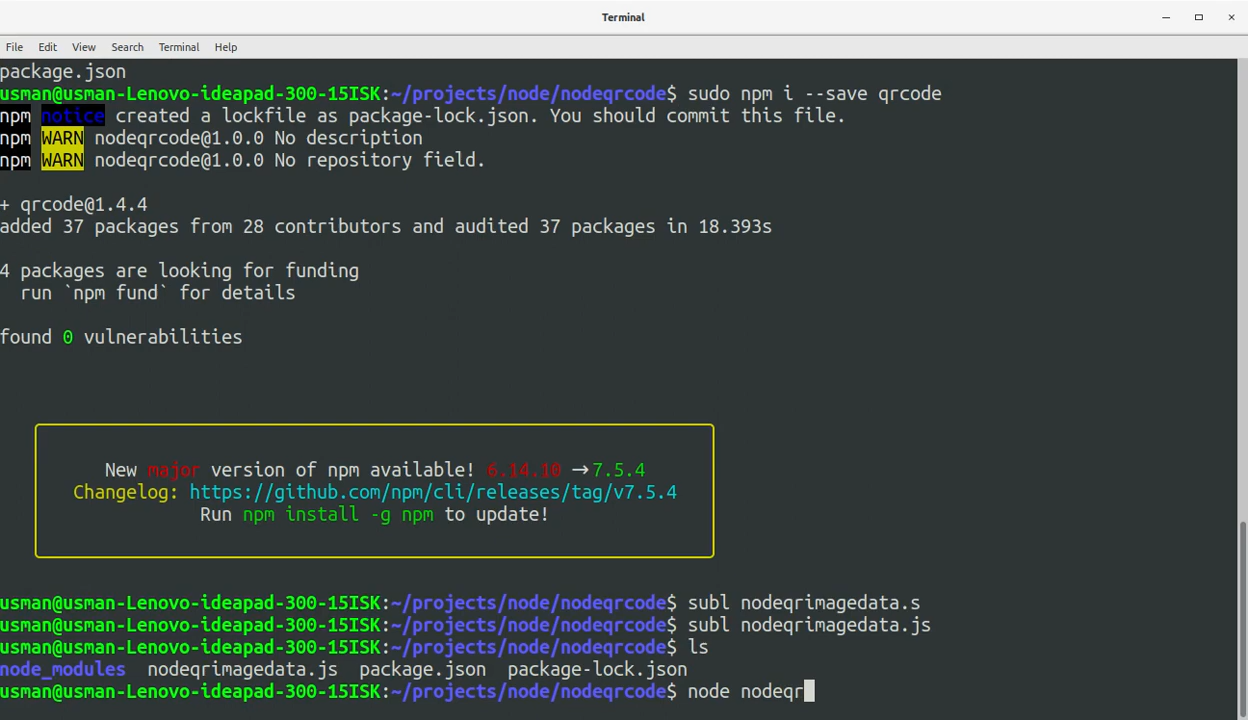 Terminal
File Edit View Search Terminal Help
package.json
usman@usman-Lenovo-ideapad-300-15ISK:~/projects/node/nodeqrcode$ sudo npm i --save qrcode
npm notice created a lockfile as package-lock.json. You should commit this file.
npm WARN nodeqrcode@1.0.0 No description
npm WARN nodeqrcode@1.0.0 No repository field.
+ qrcode@1.4.4
added 37 packages from 28 contributors and audited 37 packages in 18.393s
4 packages are looking for funding
run `npm fund` for details
found 0 vulnerabilities
New major version of npm available! 6.14.10 → 7.5.4
Changelog: https://github.com/npm/cli/releases/tag/v7.5.4
Run npm install -g npm to update!
usman@usman-Lenovo-ideapad-300-15ISK:~/projects/node/nodeqrcode$ subl nodeqrimagedata.s
usman@usman-Lenovo-ideapad-300-15ISK:~/projects/node/nodeqrcode$ subl nodeqrimagedata.js
usman@usman-Lenovo-ideapad-300-15ISK:~/projects/node/nodeqrcode$ ls
node_modules nodeqrimagedata.js package.json package-lock.json
usman@usman-Lenovo-ideapad-300-15ISK:~/projects/node/nodeqrcode$ node nodeqr